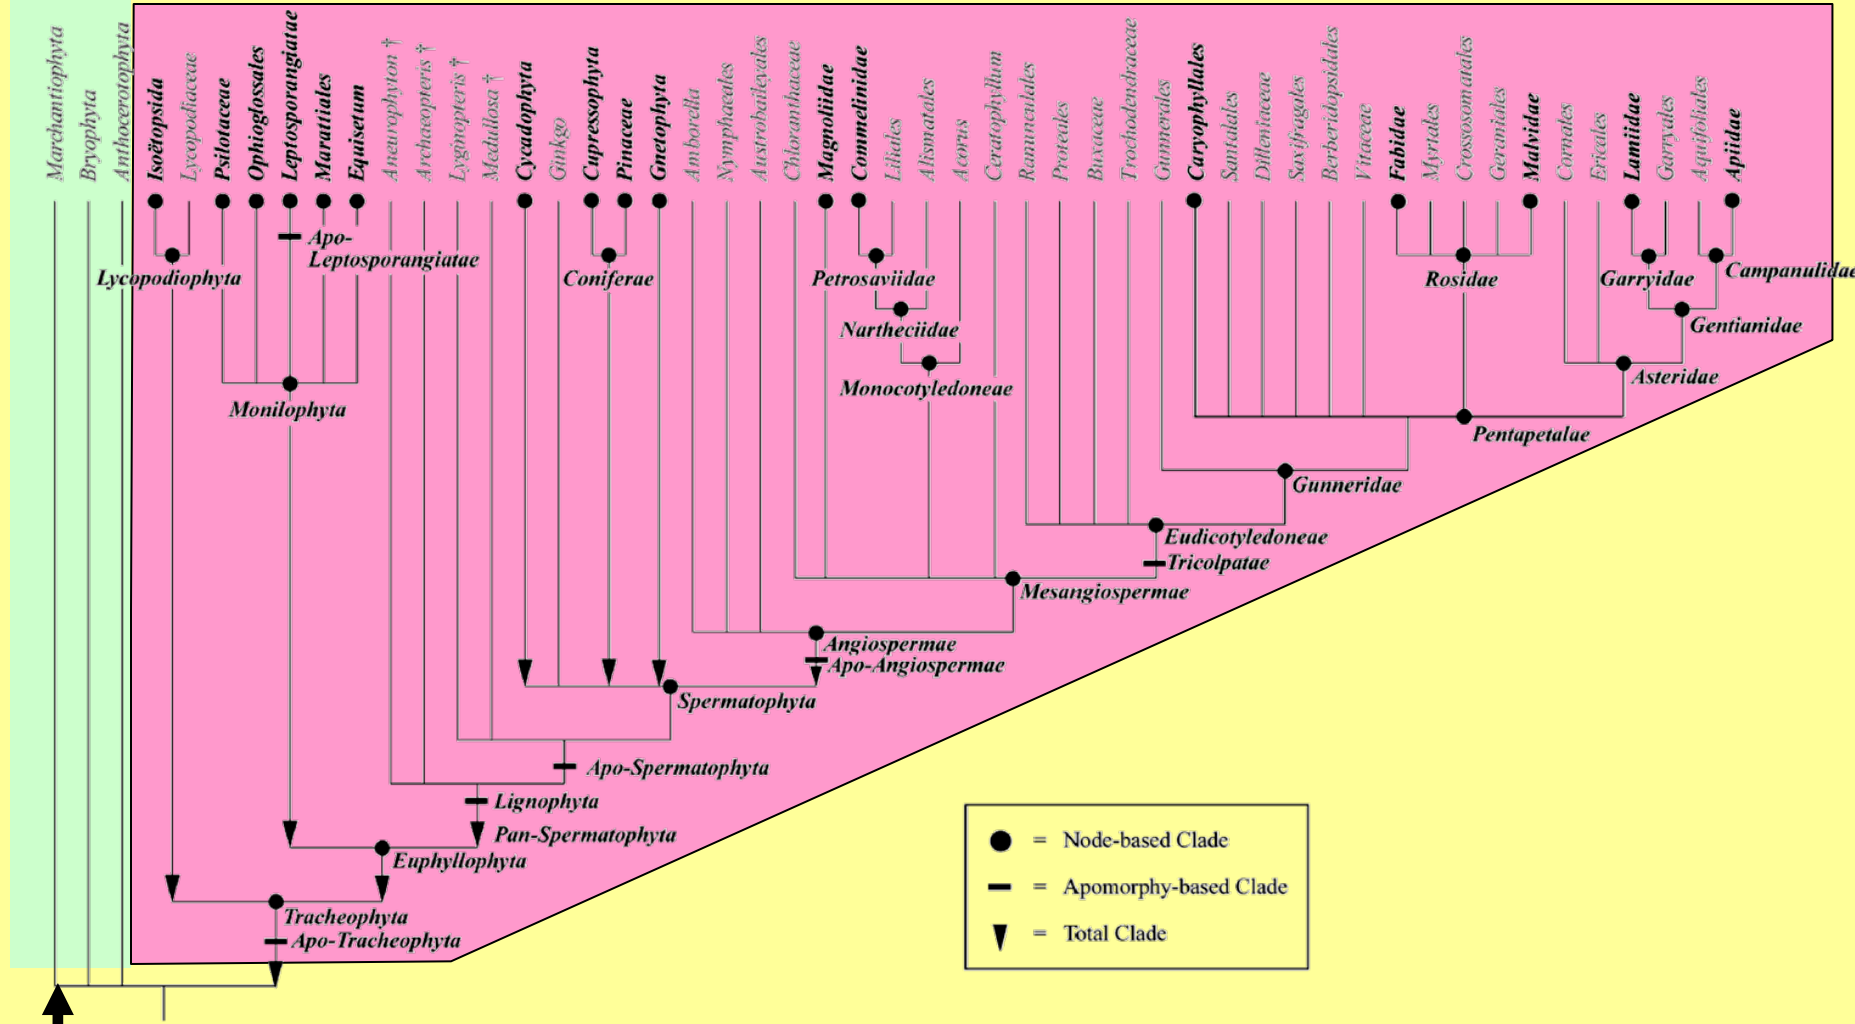 Marchantiophyta
Bryophyta
Anthocerotophyta
Isoëtopsida
Lycopodiaceae
Psilotaceae
Ophioglossales
Leptosporangiatae
Marattiales
Equisetum
Aneurophyton †
Archaeopteris †
Lyginopteris †
Medullosa †
Cycadophyta
Ginkgo
Cupressophyta
Pinaceae
Gnetophyta
Amborella
Nymphaeales
Austrobaileyales
Chloranthaceae
Magnoliidae
Commelinidae
Liliales
Alismatales
Acorus
Ceratophyllum
Ranunculales
Proteales
Buxaceae
Trochodendraceae
Gunnerales
Caryophyllales
Santalales
Dilleniaceae
Saxifragales
Berberidopsidales
Vitaceae
Fabidae
Myrtales
Crossosomatales
Geraniales
Malvidae
Cornales
Ericales
Lamiidae
Garryales
Aquifoliales
Apiidae
Apo-
Leptosporangiatae
Lycopodiophyta
Coniferae
Petrosaviidae
Rosidae
Garryidae
Campanulidae
Nartheciidae
Gentianidae
Monocotyledoneae
Asteridae
Monilophyta
Pentapetalae
Gunneridae
Eudicotyledoneae
Tricolpatae
Mesangiospermae
Angiospermae
Apo-Angiospermae
Spermatophyta
Apo-Spermatophyta
Lignophyta
Pan-Spermatophyta
Euphyllophyta
Tracheophyta
Apo-Tracheophyta
= Node-based Clade
= Apomorphy-based Clade
= Total Clade